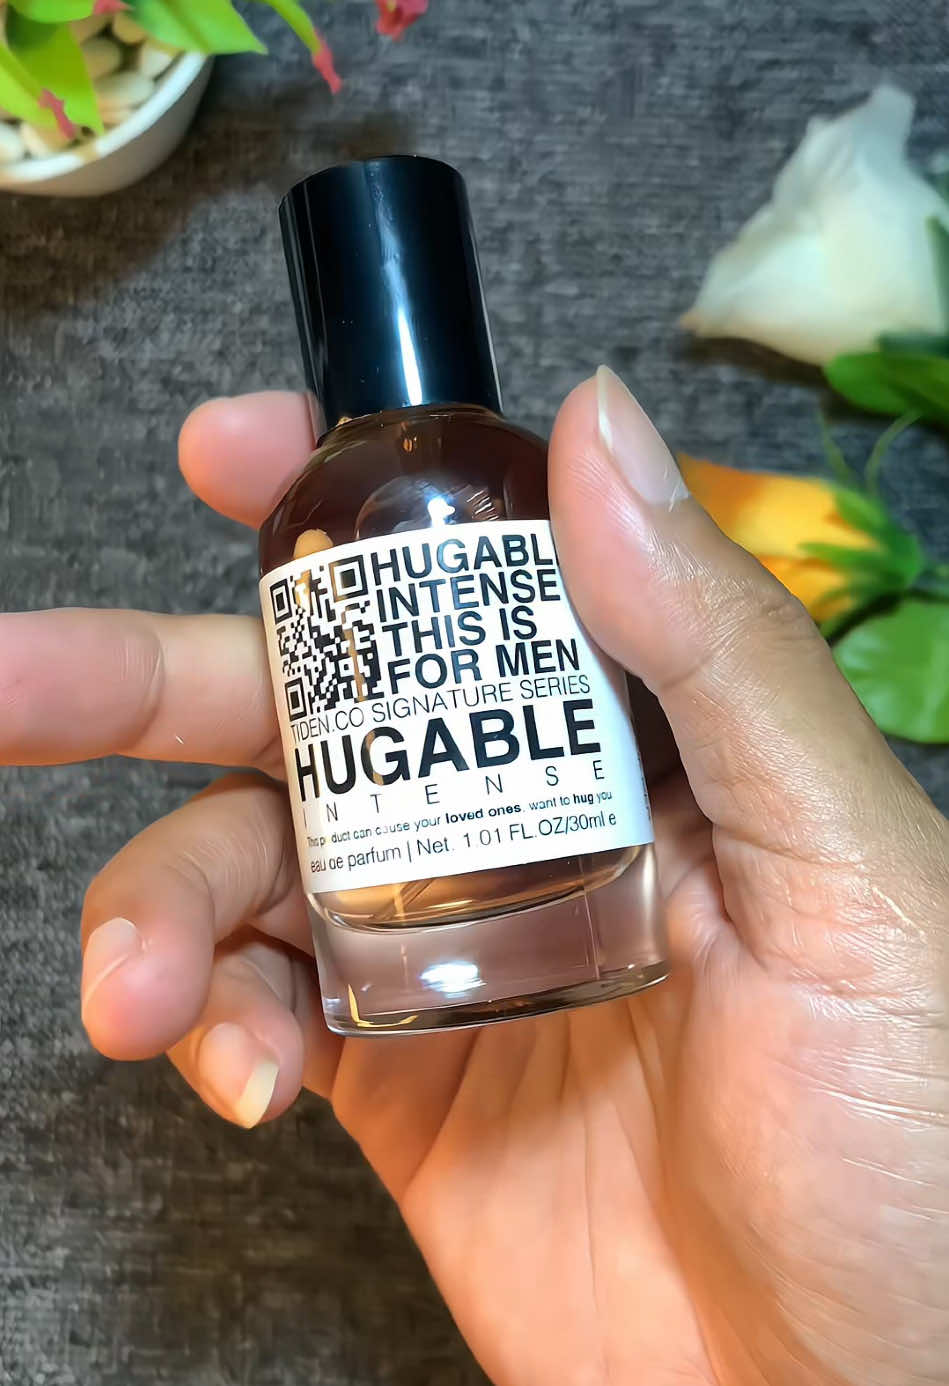 HUGABL
INTENSE
THIS IS
FOR MEN
TIDEN.CO SIGNATURE SERIES
HUGABLE
INTENSE
This product can cause your loved ones. want to hug you
eau de parfum | Net. 1.01 FL.OZ/30ml e